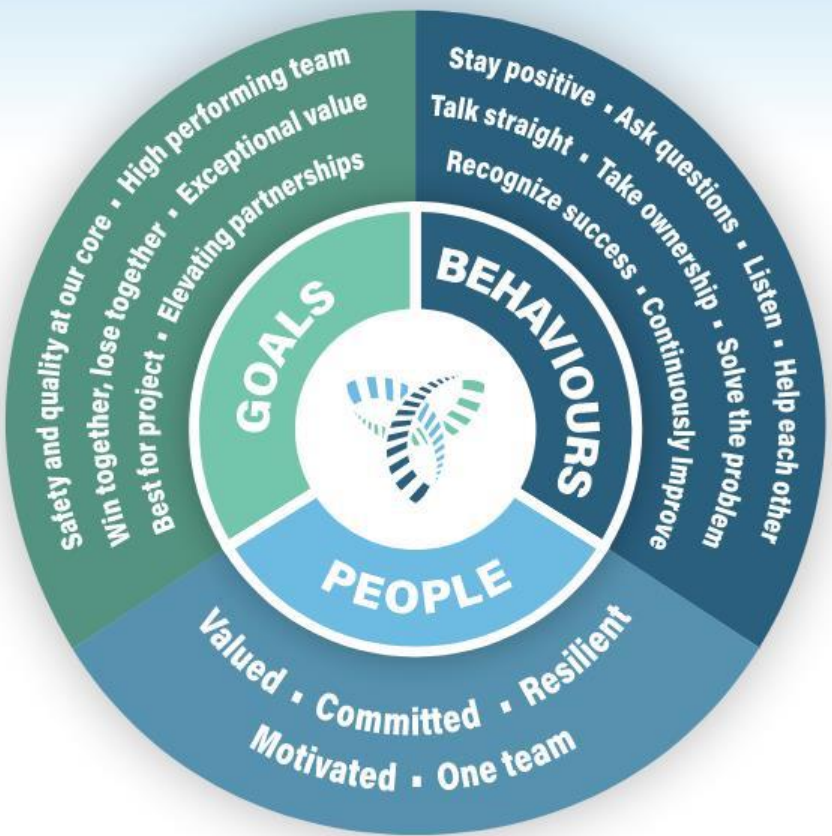 GOALS
Safety and quality at our core ▪ High performing team
Win together, lose together ▪ Exceptional value
Best for project ▪ Elevating partnerships
BEHAVIOURS
Stay positive ▪ Ask questions ▪ Listen ▪ Help each other
Talk straight ▪ Take ownership ▪ Solve the problem
Recognize success ▪ Continuously Improve
PEOPLE
Valued ▪ Committed ▪ Resilient
Motivated ▪ One team